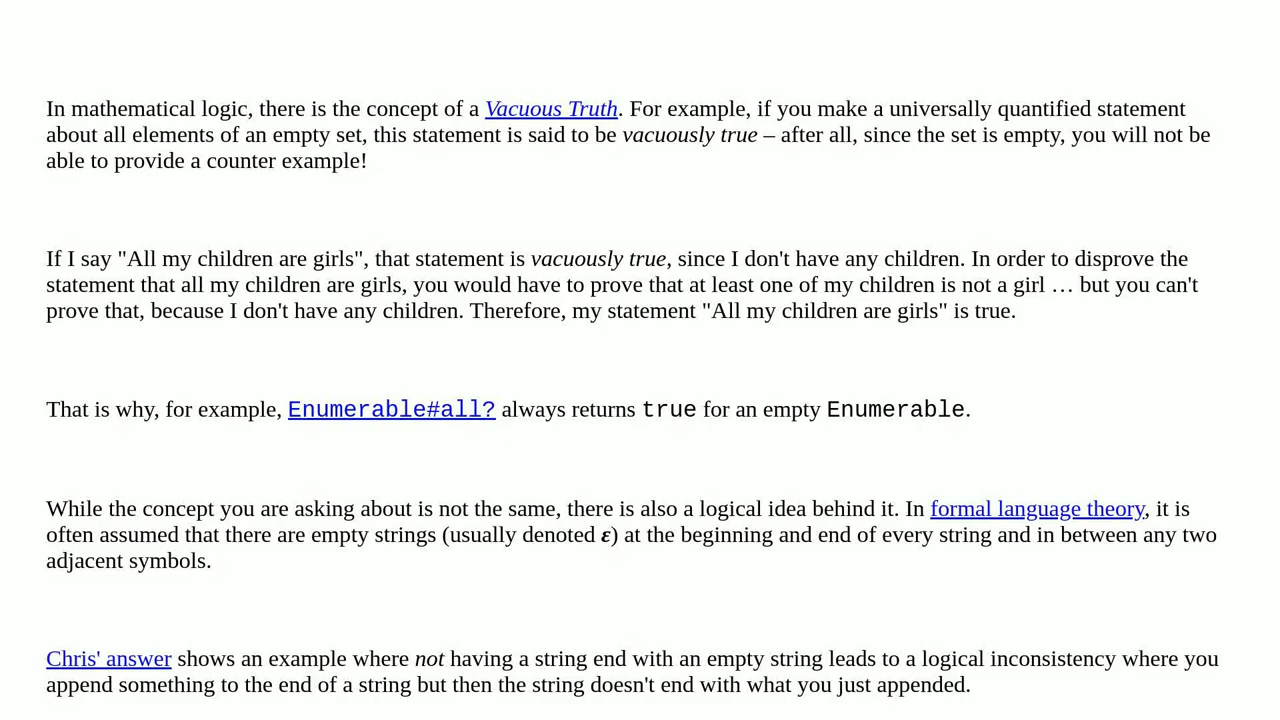 In mathematical logic, there is the concept of a Vacuous Truth. For example, if you make a universally quantified statement
about all elements of an empty set, this statement is said to be vacuously true – after all, since the set is empty, you will not be
able to provide a counter example!
If I say "All my children are girls", that statement is vacuously true, since I don't have any children. In order to disprove the
statement that all my children are girls, you would have to prove that at least one of my children is not a girl … but you can't
prove that, because I don't have any children. Therefore, my statement "All my children are girls" is true.
That is why, for example, Enumerable#all? always returns true for an empty Enumerable.
While the concept you are asking about is not the same, there is also a logical idea behind it. In formal language theory, it is
often assumed that there are empty strings (usually denoted ε) at the beginning and end of every string and in between any two
adjacent symbols.
Chris' answer shows an example where not having a string end with an empty string leads to a logical inconsistency where you
append something to the end of a string but then the string doesn't end with what you just appended.